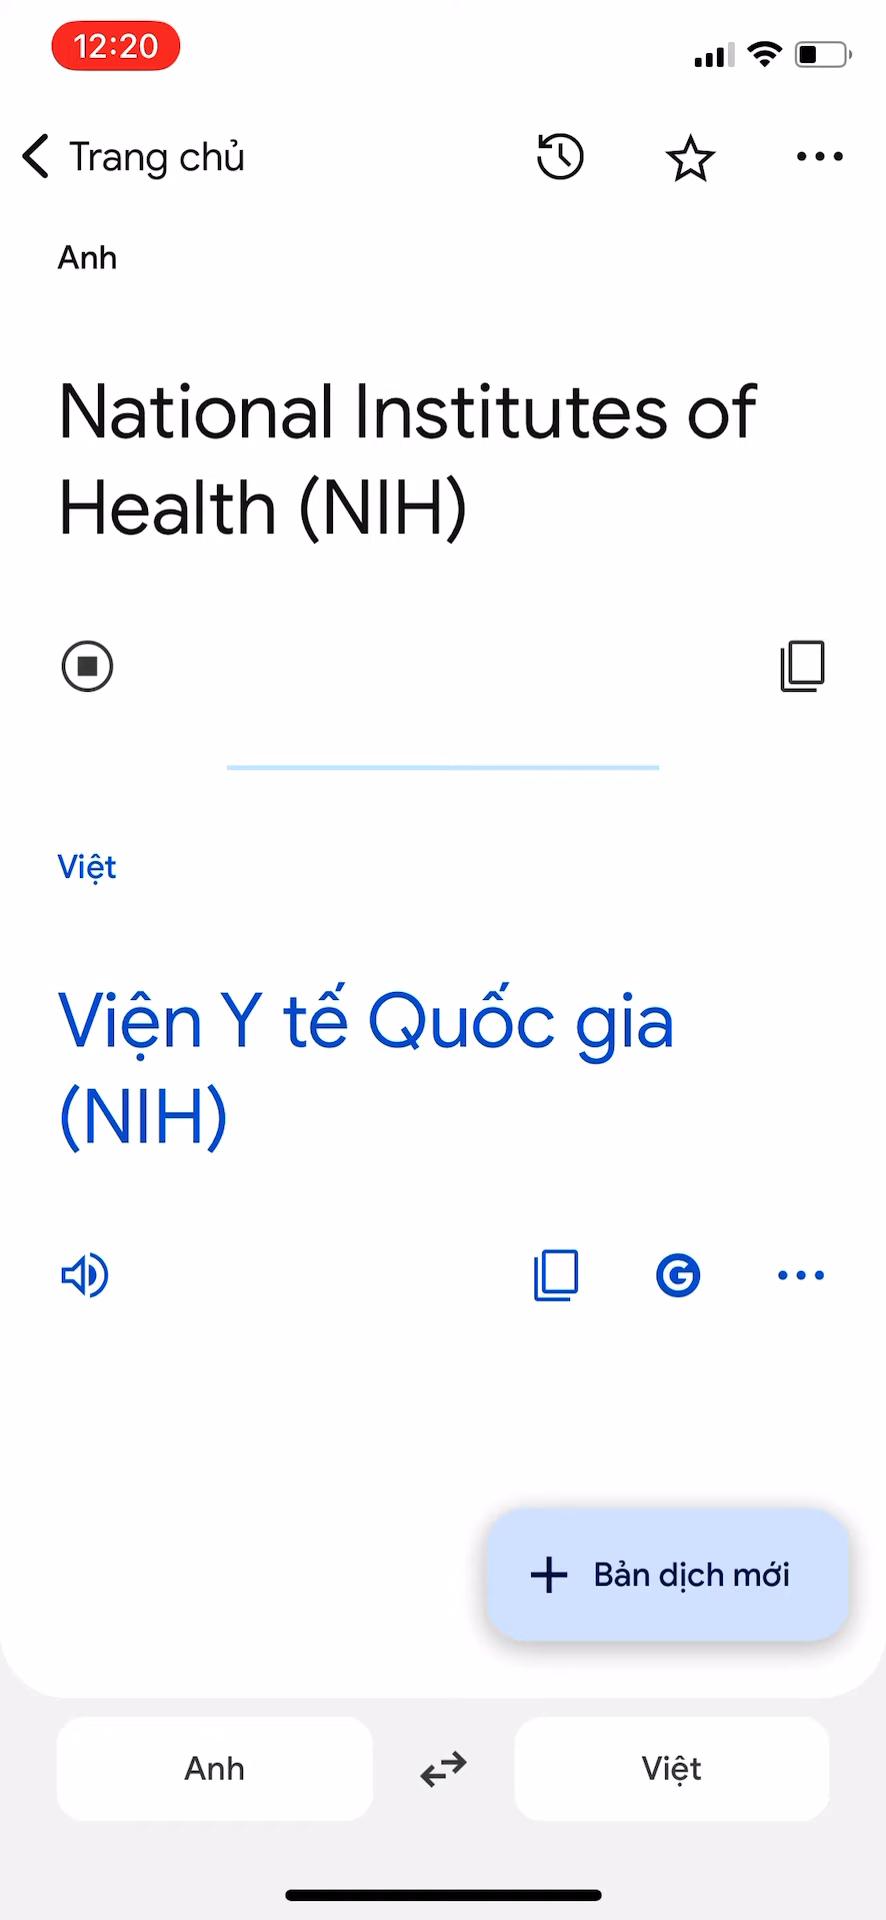 12:20
Trang chủ
Anh
National Institutes of
Health (NIH)
Việt
Viện Y tế Quốc gia
(NIH)
G
Bản dịch mới
Anh
Việt